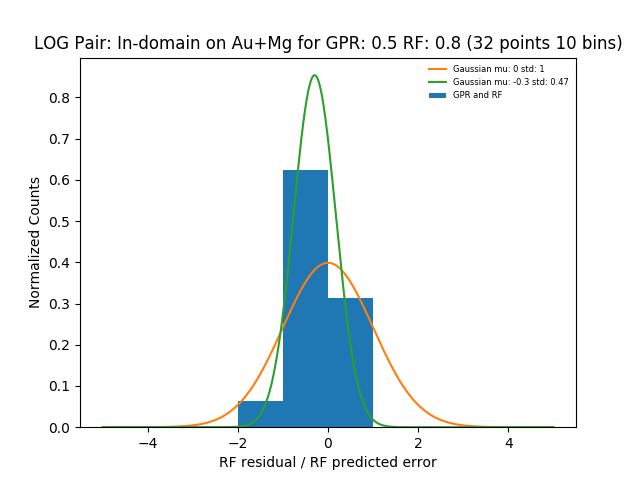 LOG Pair: In-domain on Au+Mg for GPR: 0.5 RF: 0.8 (32 points 10 bins)
Gaussian mu: 0 std: 1
Gaussian mu: -0.3 std: 0.47
GPR and RF
Normalized Counts
0.8
0.7
0.6
0.5
0.4
0.3
0.2
0.1
0.0
−4 −2 0 2 4
RF residual / RF predicted error